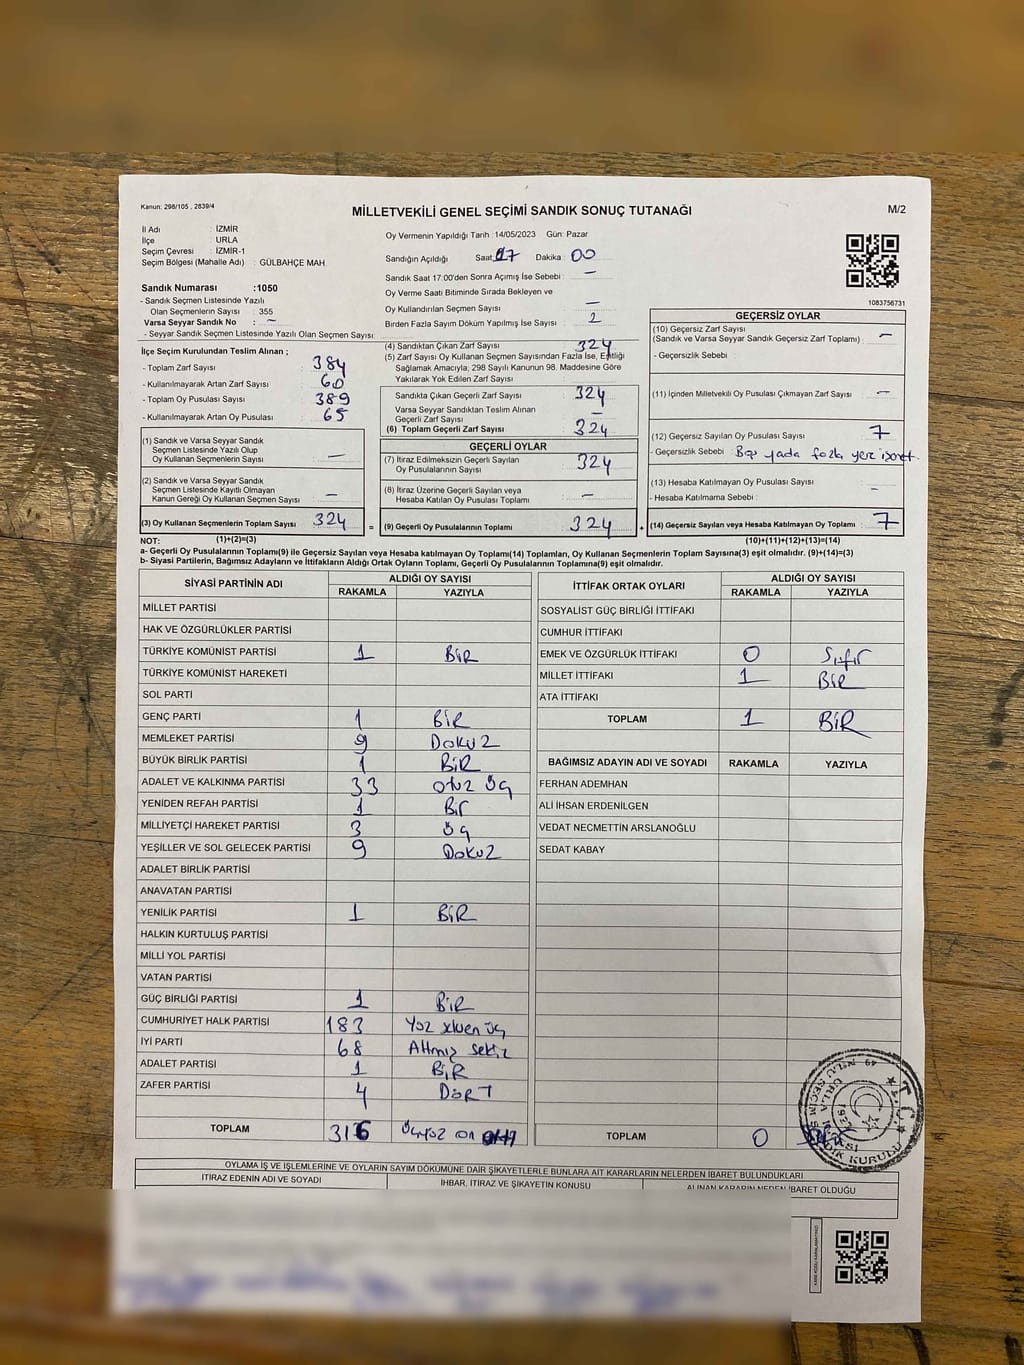 Kanun: 298/105 , 2839/4
MİLLETVEKİLİ GENEL SEÇİMİ SANDIK SONUÇ TUTANAĞI
M/2
İl Adı : İZMİR
İlçe : URLA
Seçim Çevresi : İZMİR-1
Seçim Bölgesi (Mahalle Adı) : GÜLBAHÇE MAH.
Oy Vermenin Yapıldığı Tarih :14/05/2023 Gün: Pazar
Sandığın Açıldığı Saat: 17 Dakika : 00
Sandık Saat 17:00'den Sonra Açımış İse Sebebi : —
Oy Verme Saati Bitiminde Sırada Bekleyen ve
Oy Kullandırılan Seçmen Sayısı : —
Birden Fazla Sayım Döküm Yapılmış İse Sayısı : 2
1083756731
Sandık Numarası :1050
- Sandık Seçmen Listesinde Yazılı
Olan Seçmenlerin Sayısı : 355
Varsa Seyyar Sandık No : —
- Seyyar Sandık Seçmen Listesinde Yazılı Olan Seçmen Sayısı:
İlçe Seçim Kurulundan Teslim Alınan ;
- Toplam Zarf Sayısı : 384
- Kullanılmayarak Artan Zarf Sayısı : 60
- Toplam Oy Pusulası Sayısı : 389
- Kullanılmayarak Artan Oy Pusulası : 65
(1) Sandık ve Varsa Seyyar Sandık
Seçmen Listesinde Yazılı Olup
Oy Kullanan Seçmenlerin Sayısı : —
(2) Sandık ve Varsa Seyyar Sandık
Seçmen Listesinde Kayıtlı Olmayan
Kanun Gereği Oy Kullanan Seçmen Sayısı : —
(3) Oy Kullanan Seçmenlerin Toplam Sayısı : 324
(4) Sandıktan Çıkan Zarf Sayısı : 324
(5) Zarf Sayısı Oy Kullanan Seçmen Sayısından Fazla İse, Eşitliği
Sağlamak Amacıyla, 298 Sayılı Kanunun 98. Maddesine Göre
Yakılarak Yok Edilen Zarf Sayısı :
Sandıkta Çıkan Geçerli Zarf Sayısı : 324
Varsa Seyyar Sandıktan Teslim Alınan
Geçerli Zarf Sayısı : —
(6) Toplam Geçerli Zarf Sayısı : 324
GEÇERLİ OYLAR
(7) İtiraz Edilmeksizin Geçerli Sayılan
Oy Pusulalarının Sayısı : 324
(8) İtiraz Üzerine Geçerli Sayılan veya
Hesaba Katılan Oy Pusulalarının Toplamı : —
= (9) Geçerli Oy Pusulalarının Toplamı : 324 +
GEÇERSİZ OYLAR
(10) Geçersiz Zarf Sayısı
(Sandık ve Varsa Seyyar Sandık Geçersiz Zarf Toplamı) : —
- Geçersizlik Sebebi :
(11) İçinden Milletvekili Oy Pusulası Çıkmayan Zarf Sayısı : —
(12) Geçersiz Sayılan Oy Pusulası Sayısı : 7
- Geçersizlik Sebebi : Boş yada fazla yere işaret.
(13) Hesaba Katılmayan Oy Pusulası Sayısı : —
- Hesaba Katılmama Sebebi :
(14) Geçersiz Sayılan veya Hesaba Katılmayan Oy Toplamı : 7
NOT: (1)+(2)=(3)
(10)+(11)+(12)+(13)=(14)
a- Geçerli Oy Pusulalarının Toplamı(9) ile Geçersiz Sayılan veya Hesaba katılmayan Oy Toplamı(14) Toplamları, Oy Kullanan Seçmenlerin Toplam Sayısına(3) eşit olmalıdır. (9)+(14)=(3)
b- Siyasi Partilerin, Bağımsız Adayların ve İttifakların Aldığı Ortak Oyların Toplamı, Geçerli Oy Pusulalarının Toplamına(9) eşit olmalıdır.
SİYASİ PARTİNİN ADI ALDIĞI OY SAYISI
RAKAMLA YAZIYLA
MİLLET PARTİSİ
HAK VE ÖZGÜRLÜKLER PARTİSİ
TÜRKİYE KOMÜNİST PARTİSİ 1 BİR
TÜRKİYE KOMÜNİST HAREKETİ
SOL PARTİ
GENÇ PARTİ 1 BİR
MEMLEKET PARTİSİ 9 DOKUZ
BÜYÜK BİRLİK PARTİSİ 1 BİR
ADALET VE KALKINMA PARTİSİ 33 otuz üç
YENİDEN REFAH PARTİSİ 1 Bir
MİLLİYETÇİ HAREKET PARTİSİ 3 üç
YEŞİLLER VE SOL GELECEK PARTİSİ 9 DOKUZ
ADALET BİRLİK PARTİSİ
ANAVATAN PARTİSİ
YENİLİK PARTİSİ 1 BİR
HALKIN KURTULUŞ PARTİSİ
MİLLİ YOL PARTİSİ
VATAN PARTİSİ
GÜÇ BİRLİĞİ PARTİSİ 1 BİR
CUMHURİYET HALK PARTİSİ 183 Yüz seksen üç
İYİ PARTİ 68 Altmış sekiz
ADALET PARTİSİ 1 BİR
ZAFER PARTİSİ 4 DÖRT
TOPLAM 316 Üçyüz on altı
İTTİFAK ORTAK OYLARI ALDIĞI OY SAYISI
RAKAMLA YAZIYLA
SOSYALİST GÜÇ BİRLİĞİ İTTİFAKI
CUMHUR İTTİFAKI
EMEK VE ÖZGÜRLÜK İTTİFAKI 0 Sıfır
MİLLET İTTİFAKI 1 BİR
ATA İTTİFAKI
TOPLAM 1 BİR
BAĞIMSIZ ADAYIN ADI VE SOYADI RAKAMLA YAZIYLA
FERHAN ADEMHAN
ALİ İHSAN ERDENİLGEN
VEDAT NECMETTİN ARSLANOĞLU
SEDAT KABAY
TOPLAM 0
T.C.
URLA
OYLAMA İŞ VE İŞLEMLERİNE VE OYLARIN SAYIM DÖKÜMÜNE DAİR ŞİKAYETLERLE BUNLARA AİT KARARLARIN NELERDEN İBARET BULUNDUKLARI
İTİRAZ EDENİN ADI VE SOYADI İHBAR, İTİRAZ VE ŞİKAYETİN KONUSU ALINAN KARARIN NEDEN İBARET OLDUĞU